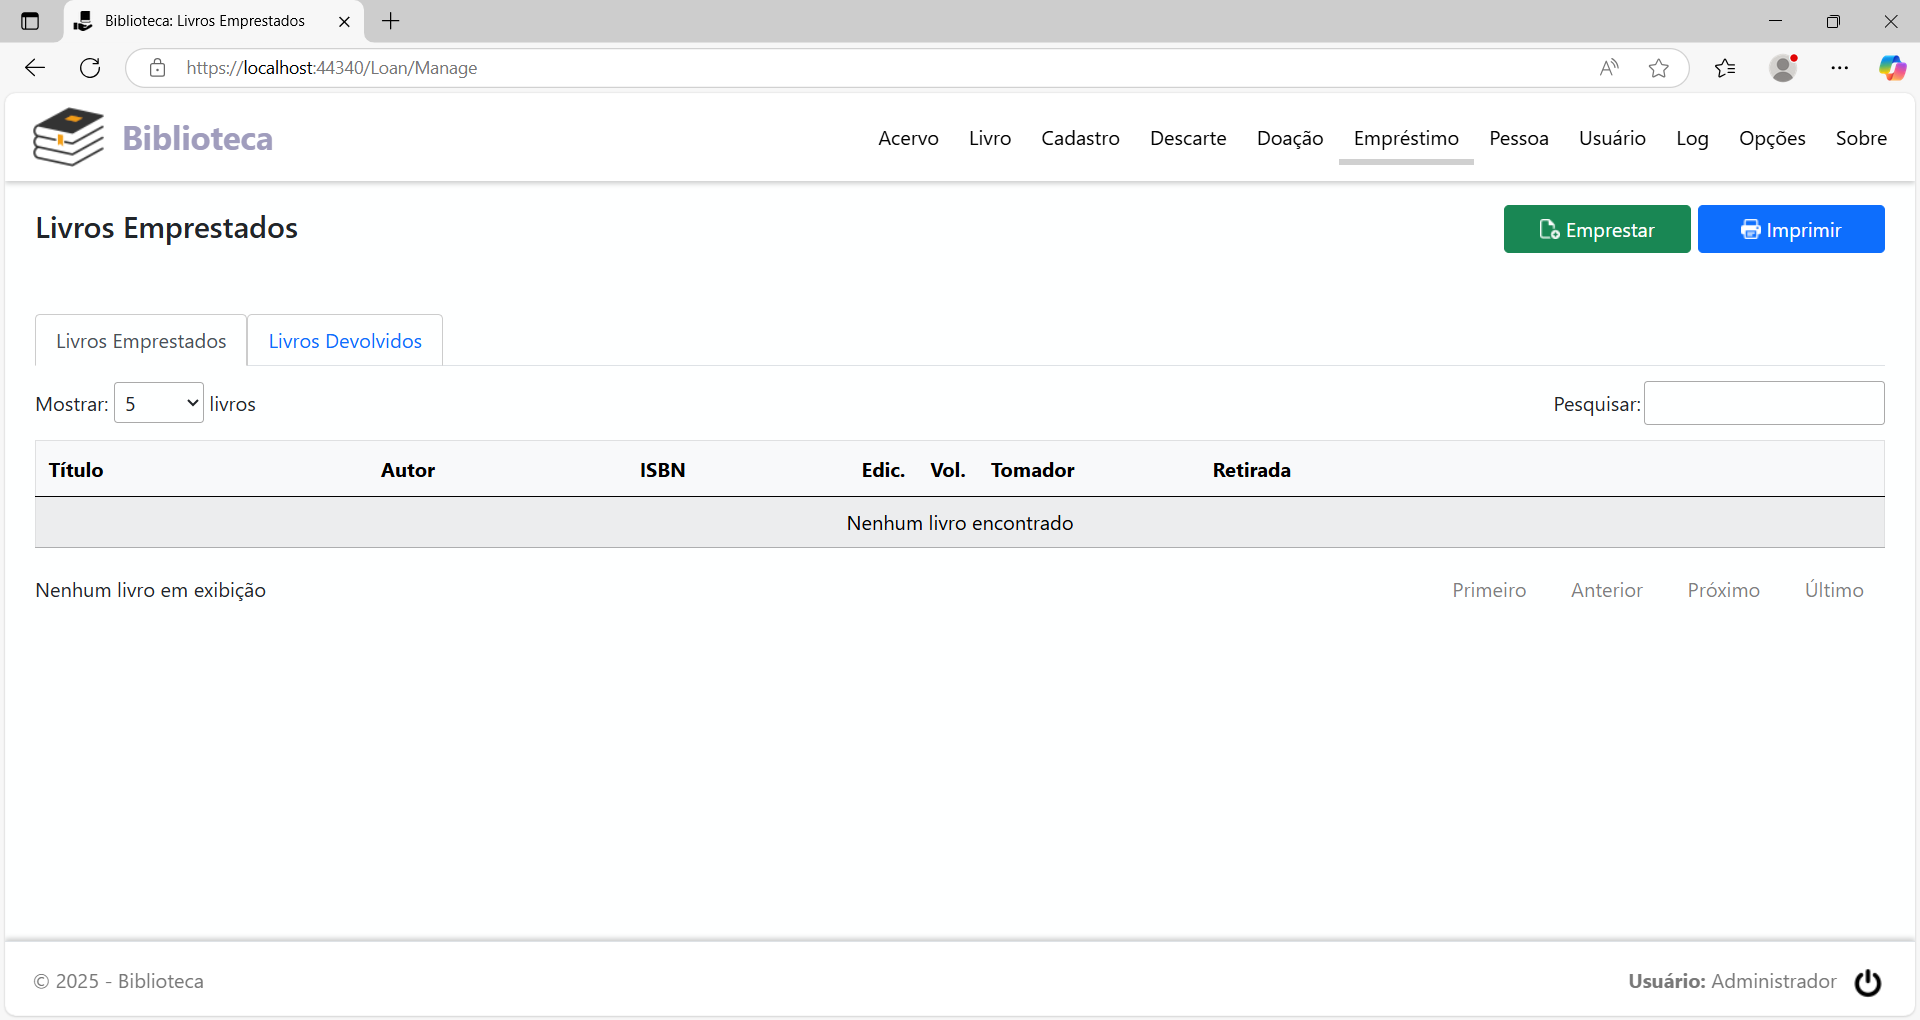 Biblioteca: Livros Emprestados
https://localhost:44340/Loan/Manage
Biblioteca
Acervo Livro Cadastro Descarte Doação Empréstimo Pessoa Usuário Log Opções Sobre
Livros Emprestados
Emprestar Imprimir
Livros Emprestados Livros Devolvidos
Mostrar: 5 livros Pesquisar:
Título Autor ISBN Edic. Vol. Tomador Retirada
Nenhum livro encontrado
Nenhum livro em exibição Primeiro Anterior Próximo Último
© 2025 - Biblioteca Usuário: Administrador